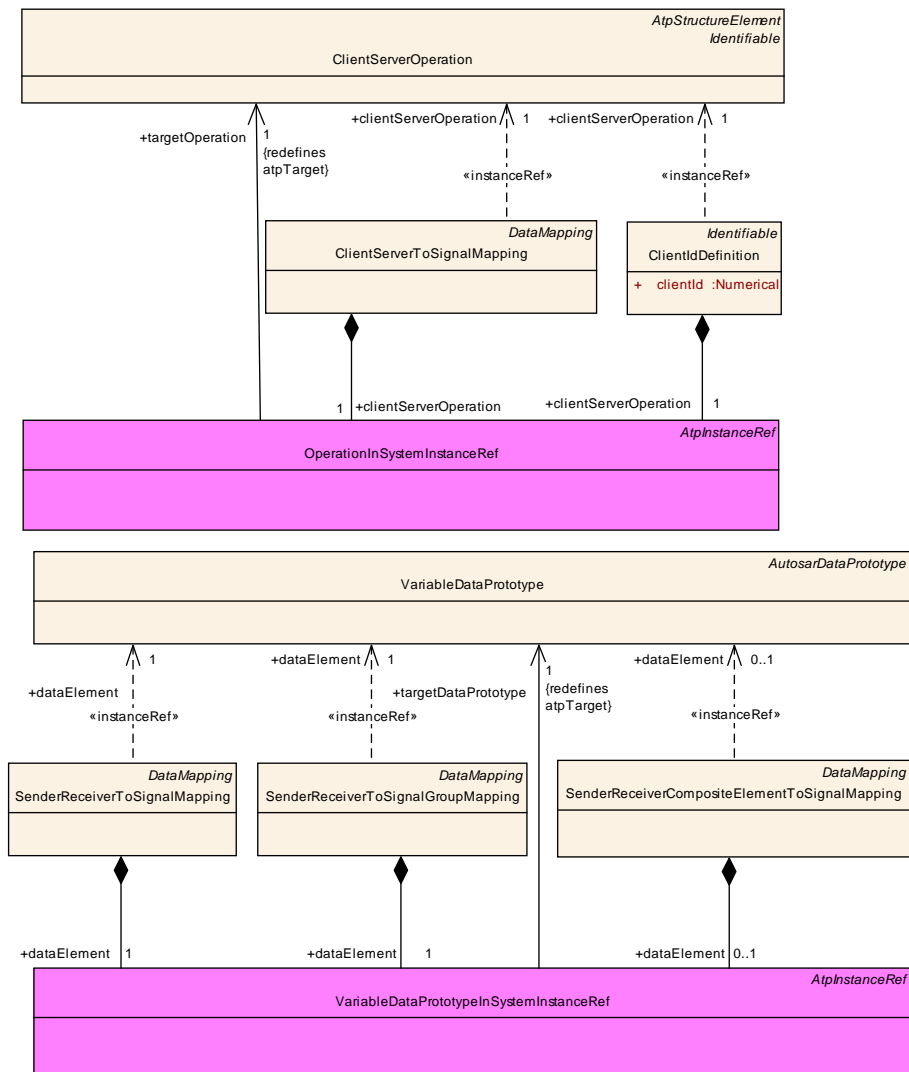 AtpStructureElement
Identifiable
ClientServerOperation
+clientServerOperation 1
+clientServerOperation 1
+targetOperation 1
{redefines
atpTarget}
«instanceRef»
«instanceRef»
DataMapping
ClientServerToSignalMapping
Identifiable
ClientIdDefinition
+ clientId :Numerical
1 +clientServerOperation
+clientServerOperation 1
AtpInstanceRef
OperationInSystemInstanceRef
AutosarDataPrototype
VariableDataPrototype
1
+dataElement
+dataElement 1
+dataElement 0..1
+targetDataPrototype
1
{redefines
atpTarget}
«instanceRef»
«instanceRef»
«instanceRef»
DataMapping
SenderReceiverToSignalMapping
DataMapping
SenderReceiverToSignalGroupMapping
DataMapping
SenderReceiverCompositeElementToSignalMapping
+dataElement 1
+dataElement 1
+dataElement 0..1
AtpInstanceRef
VariableDataPrototypeInSystemInstanceRef